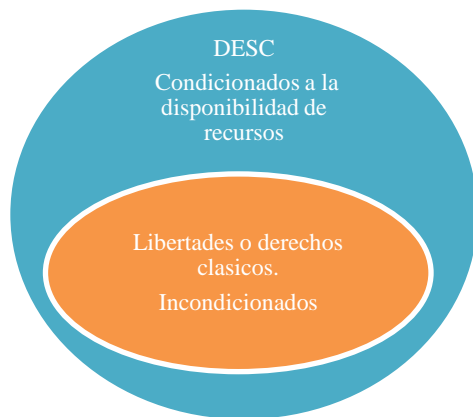 DESC
Condicionados a la
disponibilidad de
recursos
Libertades o derechos
clasicos.
Incondicionados